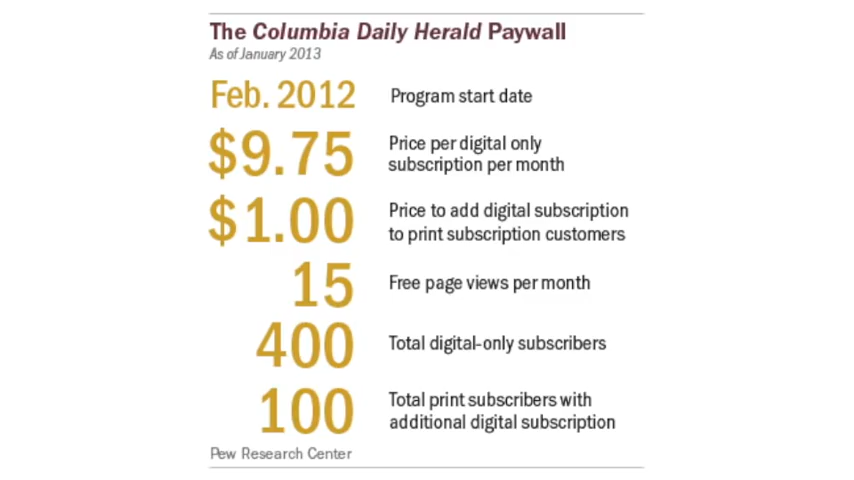 The Columbia Daily Herald Paywall
As of January 2013
Feb. 2012 Program start date
$9.75 Price per digital only
subscription per month
$1.00 Price to add digital subscription
to print subscription customers
15 Free page views per month
400 Total digital-only subscribers
100 Total print subscribers with
additional digital subscription
Pew Research Center